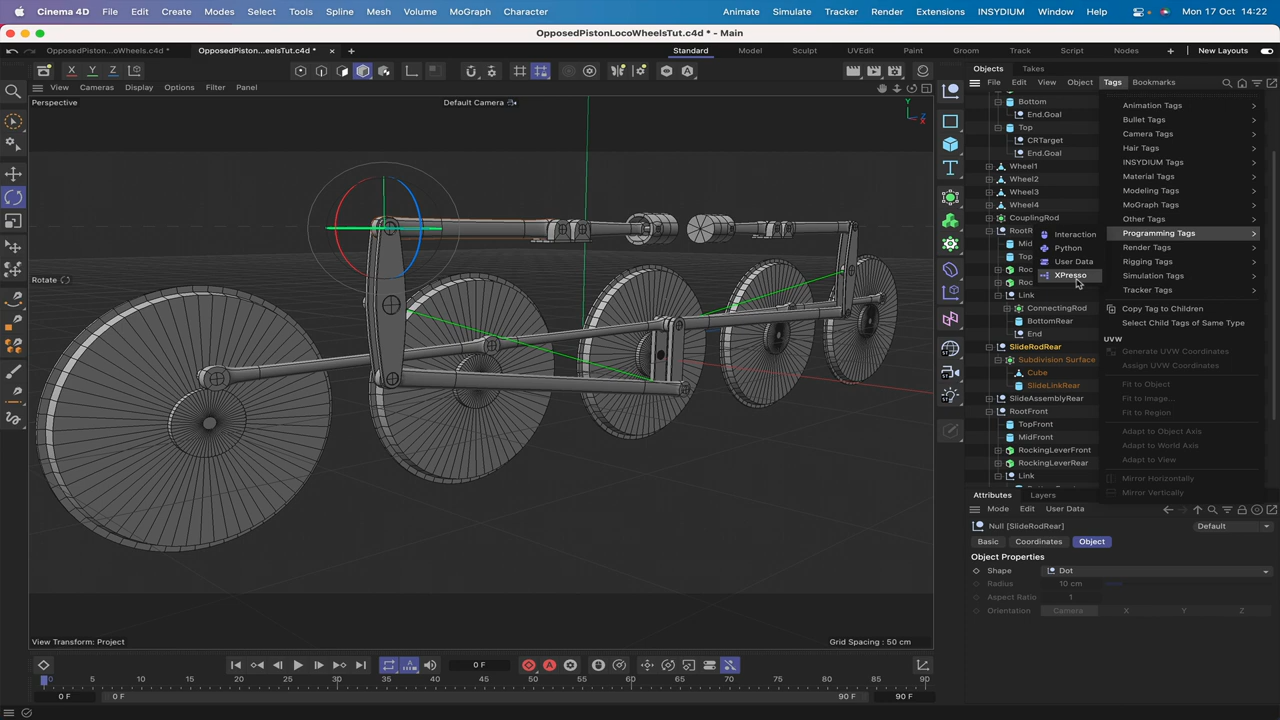 Cinema 4D File Edit Create Modes Select Tools Spline Mesh Volume MoGraph Character Animate Simulate Tracker Render Extensions INSYDIUM Window Help Mon 17 Oct 14:22
OpposedPistonLocoWheelsTut.c4d * - Main
OpposedPiston...oWheels.c4d * OpposedPiston...eelsTut.c4d * Standard Model Sculpt UVEdit Paint Groom Track Script Nodes New Layouts
X Y Z
View Cameras Display Options Filter Panel
Perspective
Default Camera
Y
X
Z
Rotate
View Transform: Project
Grid Spacing : 50 cm
Objects Takes
File Edit View Object Tags Bookmarks
Bottom
End.Goal
Top
CRTarget
End.Goal
Wheel1
Wheel2
Wheel3
Wheel4
CouplingRod
RootR
Mid
Top
Roc
Roc
Link
ConnectingRod
BottomRear
End
SlideRodRear
Subdivision Surface
Cube
SlideLinkRear
SlideAssemblyRear
RootFront
TopFront
MidFront
RockingLeverFront
RockingLeverRear
Link
Interaction
Python
User Data
XPresso
Animation Tags
Bullet Tags
Camera Tags
Hair Tags
INSYDIUM Tags
Material Tags
Modeling Tags
MoGraph Tags
Other Tags
Programming Tags
Render Tags
Rigging Tags
Simulation Tags
Tracker Tags
Copy Tag to Children
Select Child Tags of Same Type
UVW
Generate UVW Coordinates
Assign UVW Coordinates
Fit to Object
Fit to Image...
Fit to Region
Adapt to Object Axis
Adapt to World Axis
Adapt to View
Mirror Horizontally
Mirror Vertically
Attributes Layers
Mode Edit User Data
Null [SlideRodRear]
Default
Basic Coordinates Object
Object Properties
Shape Dot
Radius 10 cm
Aspect Ratio 1
Orientation Camera X Y Z
0 F
0 5 10 15 20 25 30 35 40 45 50 55 60 65 70 75 80 85 90
0 F 0 F 90 F 90 F